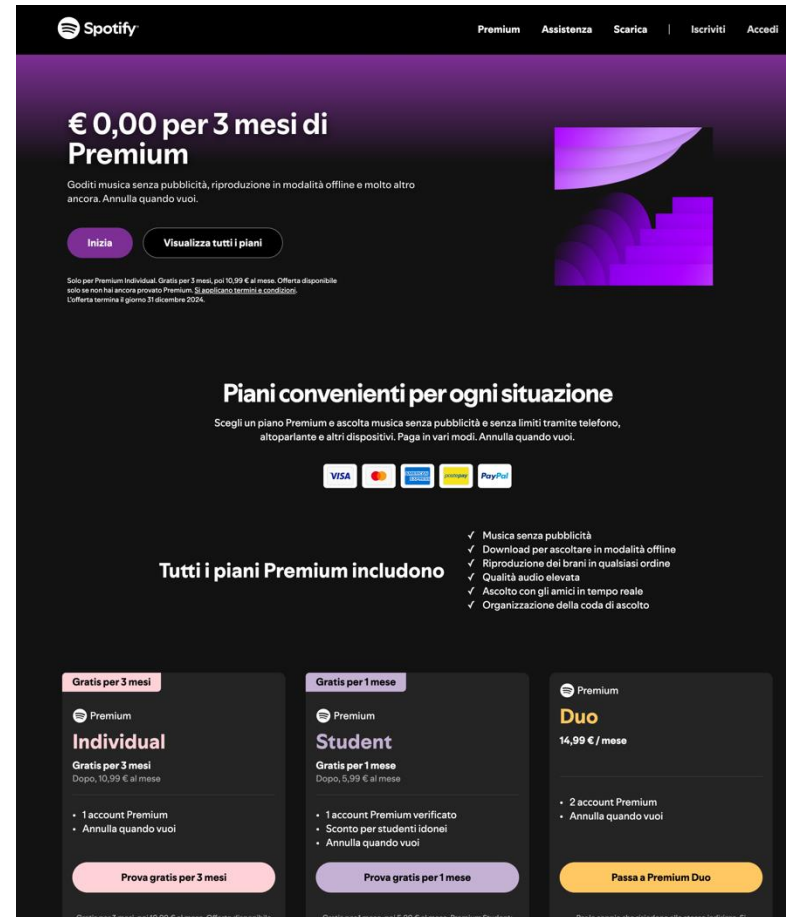 Spotify
Premium Assistenza Scarica | Iscriviti Accedi
€ 0,00 per 3 mesi di
Premium
Goditi musica senza pubblicità, riproduzione in modalità offline e molto altro
ancora. Annulla quando vuoi.
Inizia
Visualizza tutti i piani
Solo per Premium Individual. Gratis per 3 mesi, poi 10,99 € al mese. Offerta disponibile
solo se non hai ancora provato Premium. Si applicano termini e condizioni.
L'offerta termina il giorno 31 dicembre 2024.
Piani convenienti per ogni situazione
Scegli un piano Premium e ascolta musica senza pubblicità e senza limiti tramite telefono,
altoparlante e altri dispositivi. Paga in vari modi. Annulla quando vuoi.
VISA AMERICAN EXPRESS postepay PayPal
Tutti i piani Premium includono
✓ Musica senza pubblicità
✓ Download per ascoltare in modalità offline
✓ Riproduzione dei brani in qualsiasi ordine
✓ Qualità audio elevata
✓ Ascolto con gli amici in tempo reale
✓ Organizzazione della coda di ascolto
Gratis per 3 mesi
Premium
Individual
Gratis per 3 mesi
Dopo, 10,99 € al mese
• 1 account Premium
• Annulla quando vuoi
Prova gratis per 3 mesi
Gratis per 1 mese
Premium
Student
Gratis per 1 mese
Dopo, 5,99 € al mese
• 1 account Premium verificato
• Sconto per studenti idonei
• Annulla quando vuoi
Prova gratis per 1 mese
Premium
Duo
14,99 € / mese
• 2 account Premium
• Annulla quando vuoi
Passa a Premium Duo